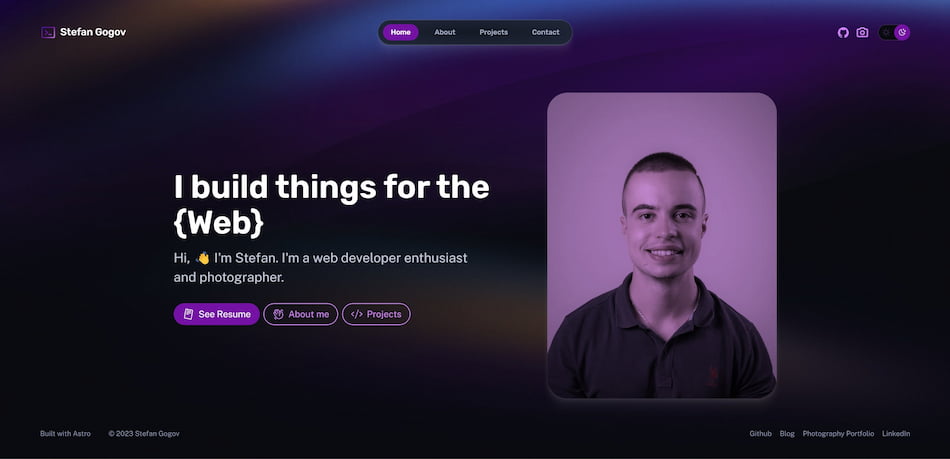 Stefan Gogov
Home About Projects Contact
I build things for the
{Web}
Hi, 👋 I'm Stefan. I'm a web developer enthusiast
and photographer.
See Resume About me Projects
Built with Astro © 2023 Stefan Gogov
Github Blog Photography Portfolio LinkedIn